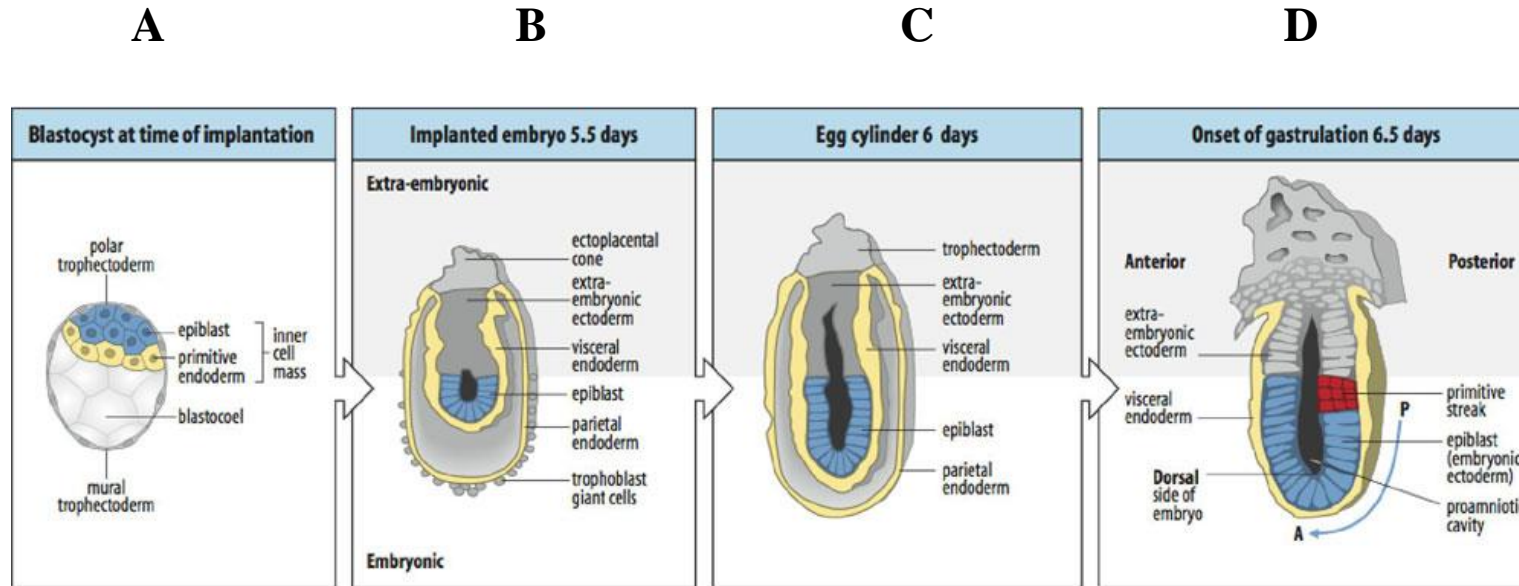 A
B
C
D
Blastocyst at time of implantation
Implanted embryo 5.5 days
Egg cylinder 6 days
Onset of gastrulation 6.5 days
polar
trophectoderm
epiblast
primitive
endoderm
inner
cell
mass
blastocoel
mural
trophectoderm
Extra-embryonic
ectoplacental
cone
extra-
embryonic
ectoderm
visceral
endoderm
epiblast
parietal
endoderm
trophoblast
giant cells
Embryonic
trophectoderm
extra-
embryonic
ectoderm
visceral
endoderm
epiblast
parietal
endoderm
Anterior
Posterior
extra-
embryonic
ectoderm
visceral
endoderm
Dorsal
side of
embryo
P
A
primitive
streak
epiblast
(embryonic
ectoderm)
proamnioti
cavity